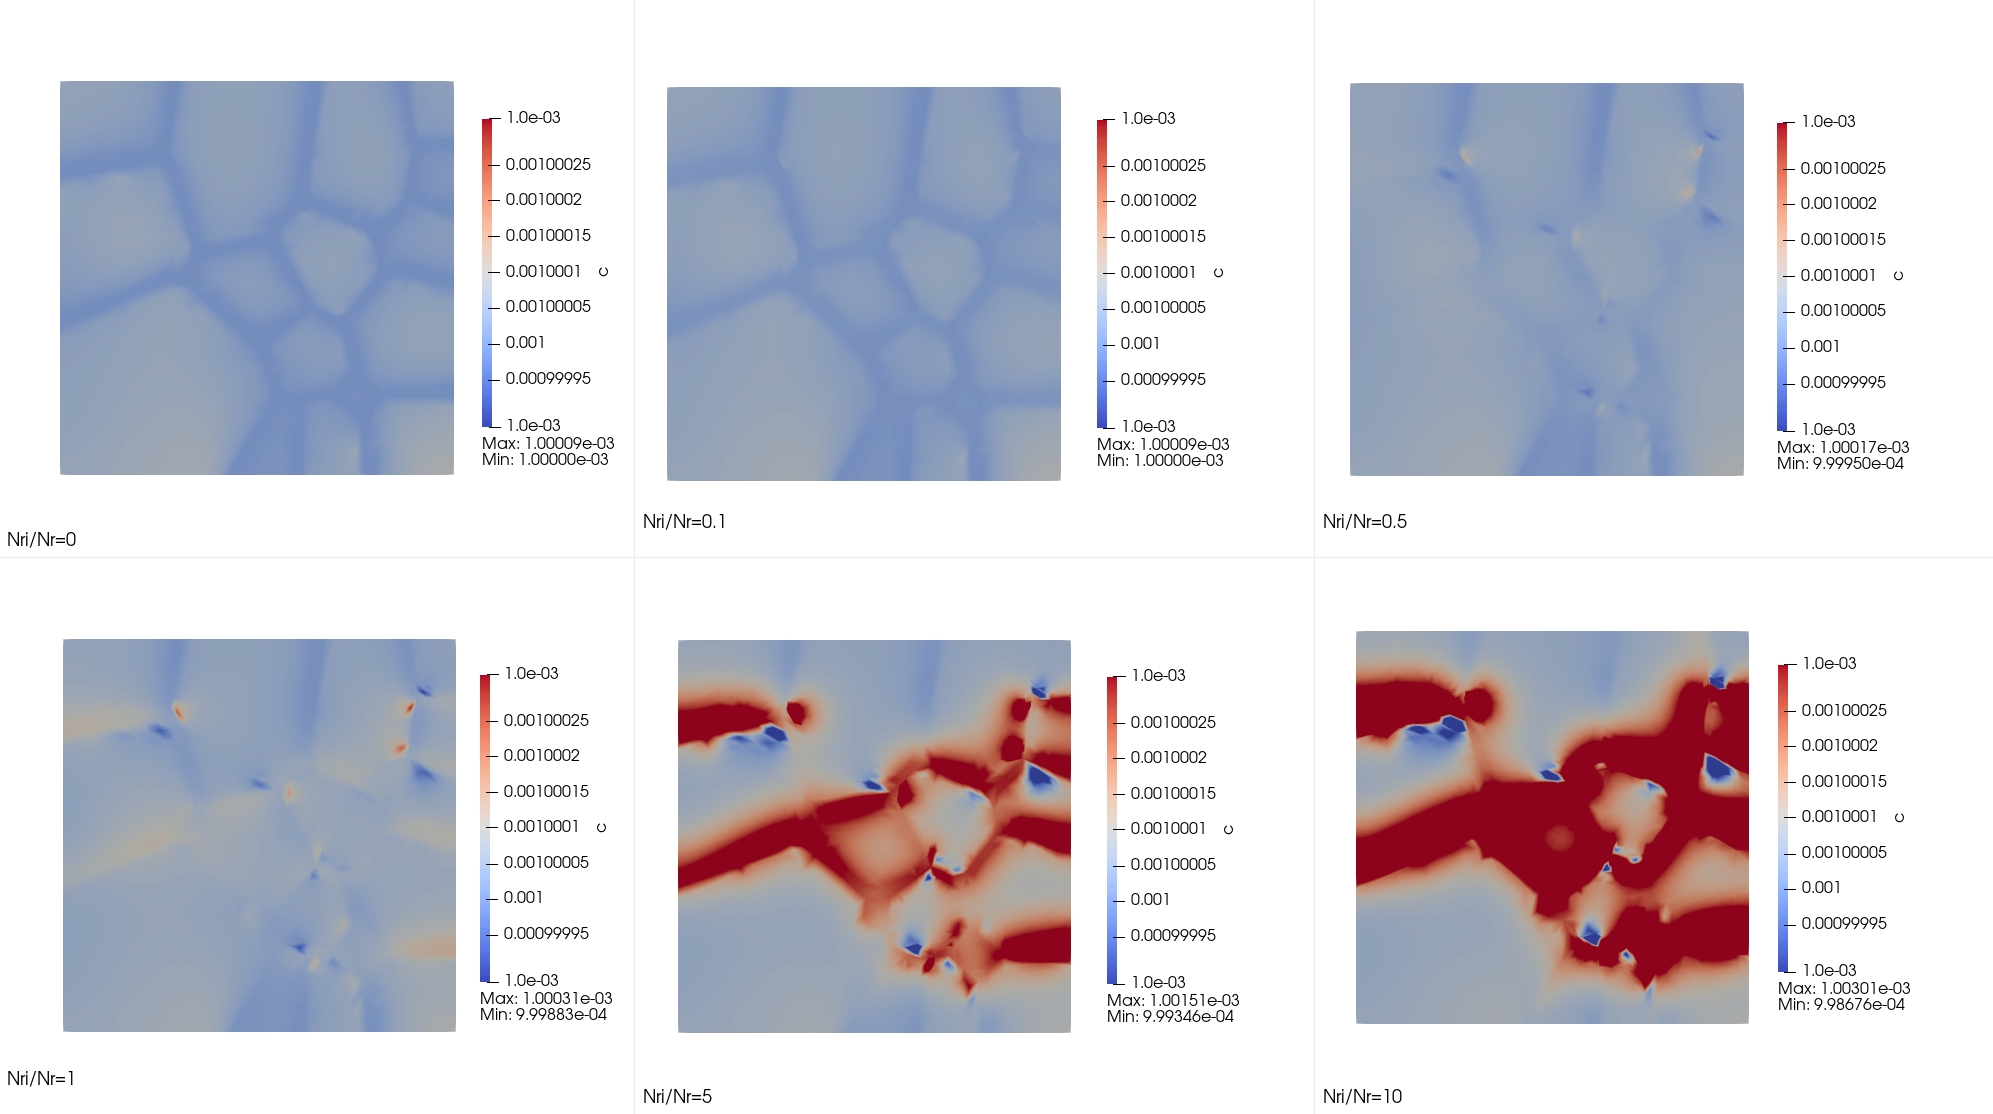 1.0e-03
0.00100025
0.0010002
0.00100015
0.0010001
c
0.00100005
0.001
0.00099995
1.0e-03
Max: 1.00009e-03
Min: 1.00000e-03
Nri/Nr=0
1.0e-03
0.00100025
0.0010002
0.00100015
0.0010001
c
0.00100005
0.001
0.00099995
1.0e-03
Max: 1.00009e-03
Min: 1.00000e-03
Nri/Nr=0.1
1.0e-03
0.00100025
0.0010002
0.00100015
0.0010001
c
0.00100005
0.001
0.00099995
1.0e-03
Max: 1.00017e-03
Min: 9.99950e-04
Nri/Nr=0.5
1.0e-03
0.00100025
0.0010002
0.00100015
0.0010001
c
0.00100005
0.001
0.00099995
1.0e-03
Max: 1.00031e-03
Min: 9.99883e-04
Nri/Nr=1
1.0e-03
0.00100025
0.0010002
0.00100015
0.0010001
c
0.00100005
0.001
0.00099995
1.0e-03
Max: 1.00151e-03
Min: 9.99346e-04
Nri/Nr=5
1.0e-03
0.00100025
0.0010002
0.00100015
0.0010001
c
0.00100005
0.001
0.00099995
1.0e-03
Max: 1.00301e-03
Min: 9.98676e-04
Nri/Nr=10